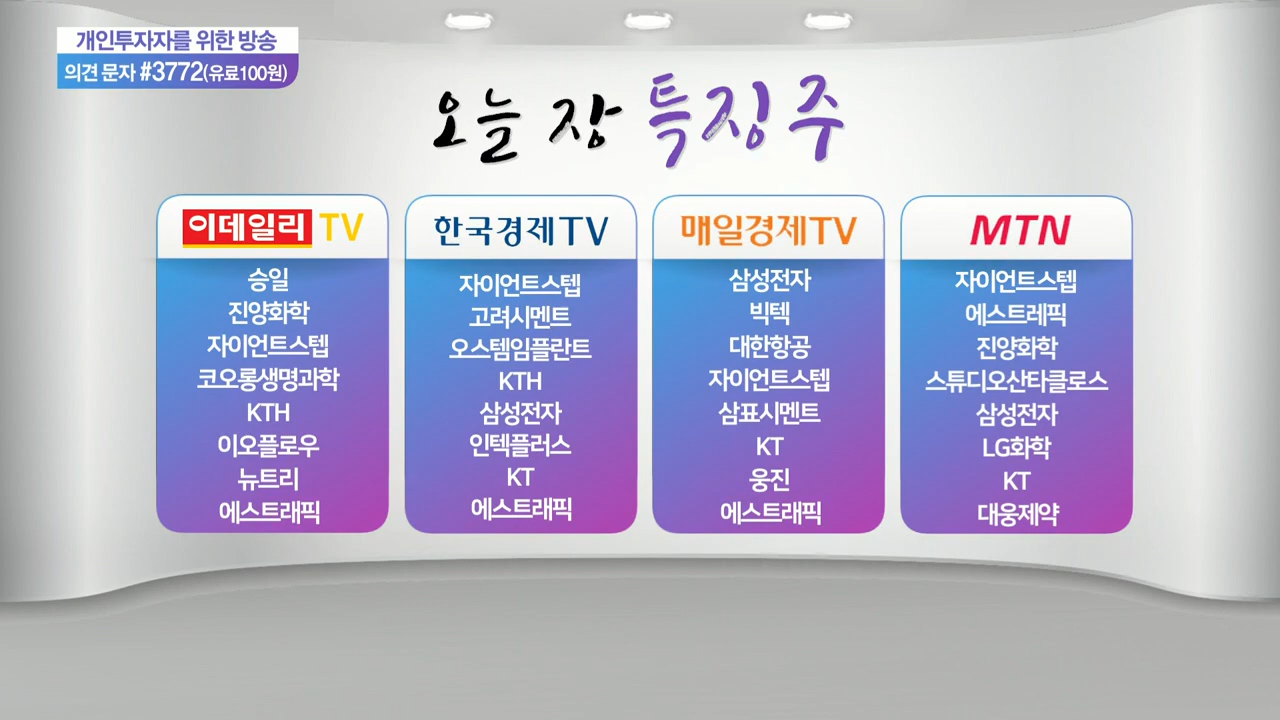 개인투자자를 위한 방송
의견 문자 #3772(유료100원)
오늘 장 특징주
이데일리 TV
승일
진양화학
자이언트스텝
코오롱생명과학
KTH
이오플로우
뉴트리
에스트래픽
한국경제TV
자이언트스텝
고려시멘트
오스템임플란트
KTH
삼성전자
인텍플러스
KT
에스트래픽
매일경제TV
삼성전자
빅텍
대한항공
자이언트스텝
삼표시멘트
KT
웅진
에스트래픽
MTN
자이언트스텝
에스트레픽
진양화학
스튜디오산타클로스
삼성전자
LG화학
KT
대웅제약